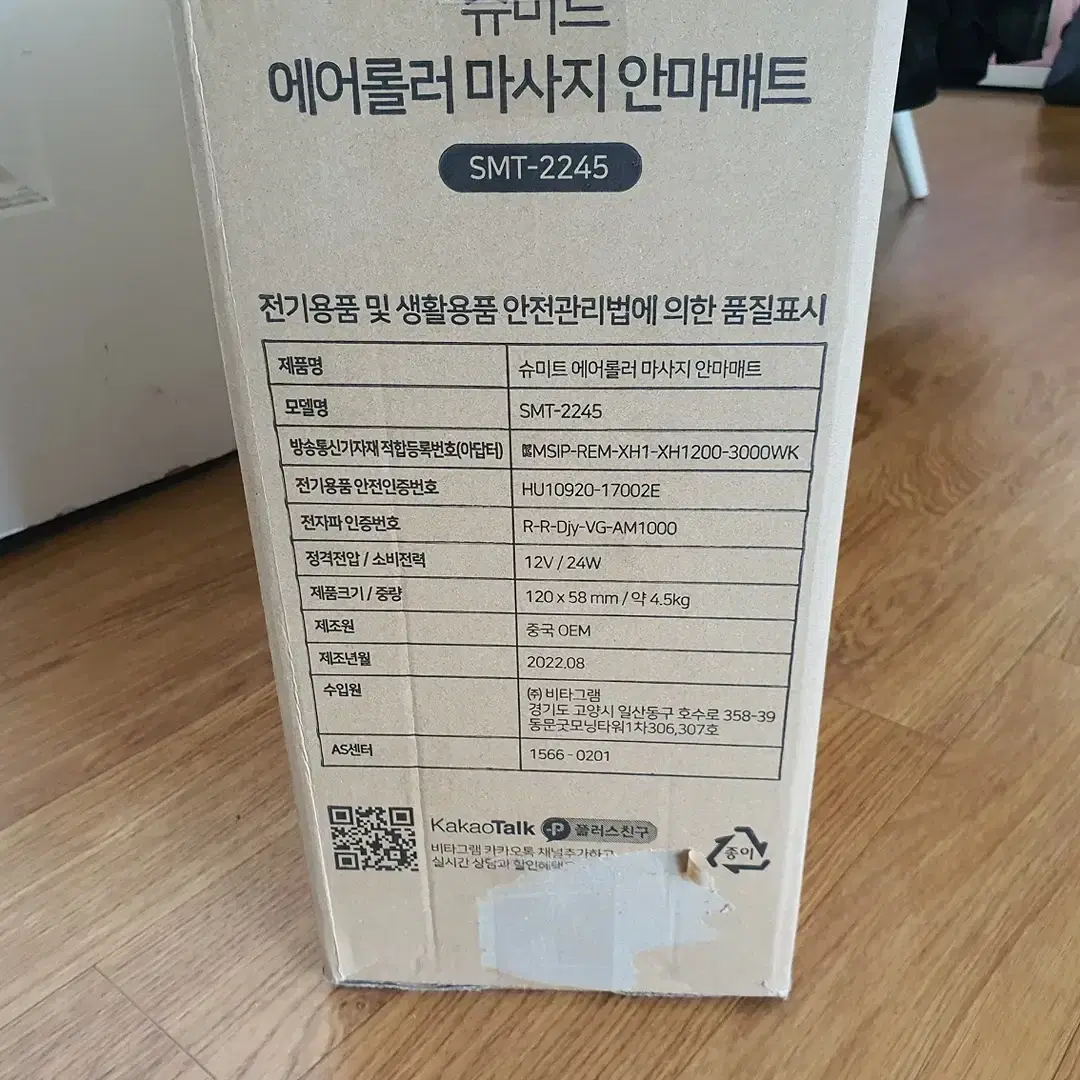 슈미트
에어롤러 마사지 안마매트
SMT-2245
전기용품 및 생활용품 안전관리법에 의한 품질표시
제품명 슈미트 에어롤러 마사지 안마매트
모델명 SMT-2245
방송통신기자재 적합등록번호(아답터) MSIP-REM-XH1-XH1200-3000WK
전기용품 안전인증번호 HU10920-17002E
전자파 인증번호 R-R-Djy-VG-AM1000
정격전압 / 소비전력 12V / 24W
제품크기 / 중량 120 x 58 mm / 약 4.5kg
제조원 중국 OEM
제조년월 2022.08
수입원 ㈜ 비타그램
경기도 고양시 일산동구 호수로 358-39
동문굿모닝타워1차306,307호
AS센터 1566 - 0201
KakaoTalk P 플러스친구
비타그램 카카오톡 채널추가하고
실시간 상담과 할인혜택
종이